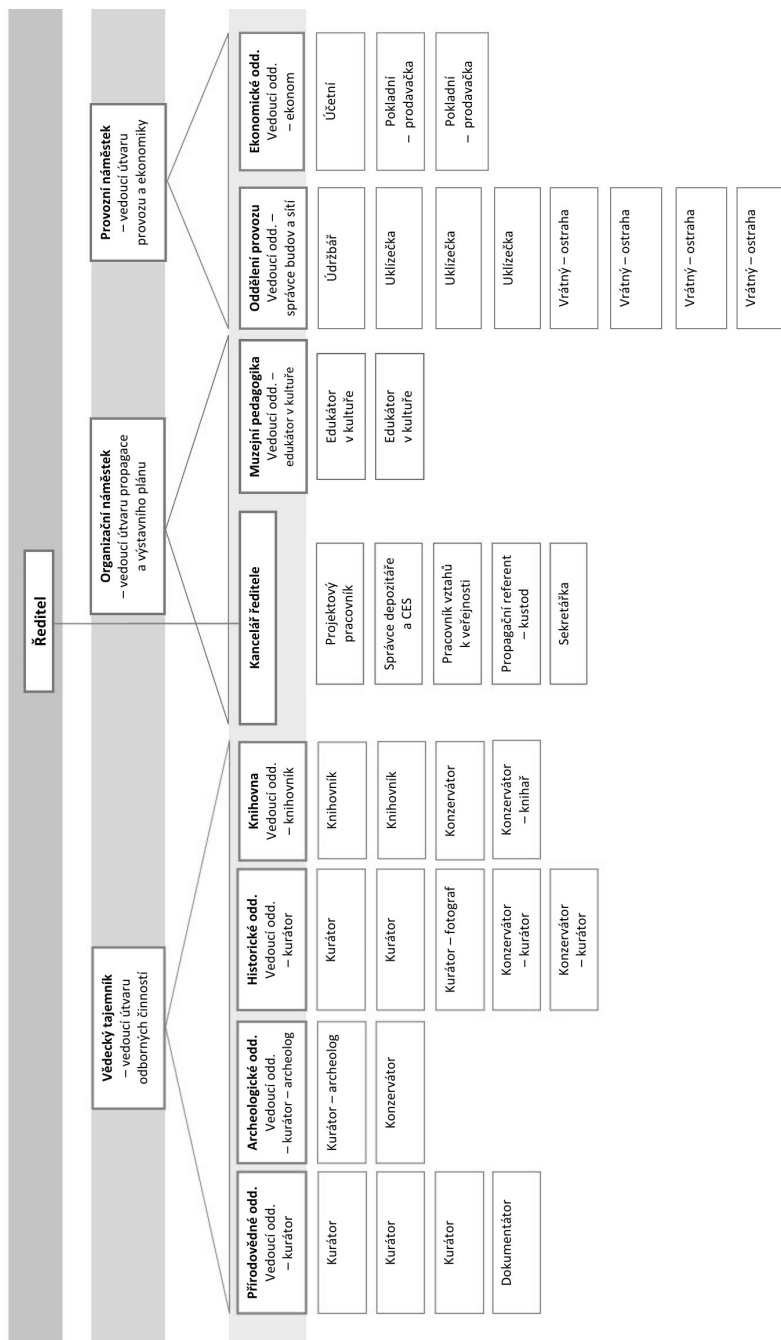 Ředitel
Vědecký tajemník
– vedoucí útvaru
odborných činností
Organizační náměstek
– vedoucí útvaru propagace
a výstavního plánu
Provozní náměstek
– vedoucí útvaru
provozu a ekonomiky
Přírodovědné odd.
Vedoucí odd.
– kurátor
Kurátor
Kurátor
Kurátor
Dokumentátor
Archeologické odd.
Vedoucí odd.
– kurátor – archeolog
Kurátor – archeolog
Konzervátor
Historické odd.
Vedoucí odd.
– kurátor
Kurátor
Kurátor
Kurátor – fotograf
Konzervátor
– kurátor
Konzervátor
– kurátor
Knihovna
Vedoucí odd.
– knihovník
Knihovník
Knihovník
Konzervátor
Konzervátor
– knihař
Kancelář ředitele
Projektový
pracovník
Správce depozitáře
a CES
Pracovník vztahů
k veřejnosti
Propagační referent
– kustod
Sekretářka
Muzejní pedagogika
Vedoucí odd. –
edukátor v kultuře
Edukátor
v kultuře
Edukátor
v kultuře
Oddělení provozu
Vedoucí odd. –
správce budov a sítí
Údržbář
Uklízečka
Uklízečka
Uklízečka
Vrátný – ostraha
Vrátný – ostraha
Vrátný – ostraha
Vrátný – ostraha
Ekonomické odd.
Vedoucí odd.
– ekonom
Účetní
Pokladní
– prodavačka
Pokladní
– prodavačka